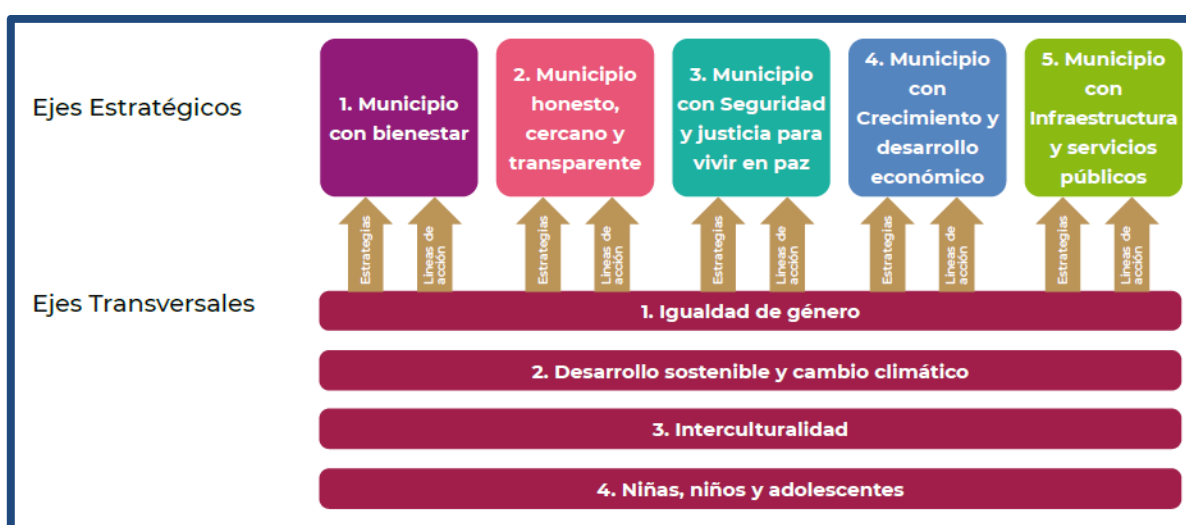 Ejes Estratégicos
1. Municipio
con bienestar
2. Municipio
honesto,
cercano y
transparente
3. Municipio
con Seguridad
y justicia para
vivir en paz
4. Municipio
con
Crecimiento y
desarrollo
económico
5. Municipio
con
Infraestructura
y servicios
públicos
Estrategias
Líneas de
acción
Estrategias
Líneas de
acción
Estrategias
Líneas de
acción
Estrategias
Líneas de
acción
Estrategias
Líneas de
acción
Ejes Transversales
1. Igualdad de género
2. Desarrollo sostenible y cambio climático
3. Interculturalidad
4. Niñas, niños y adolescentes